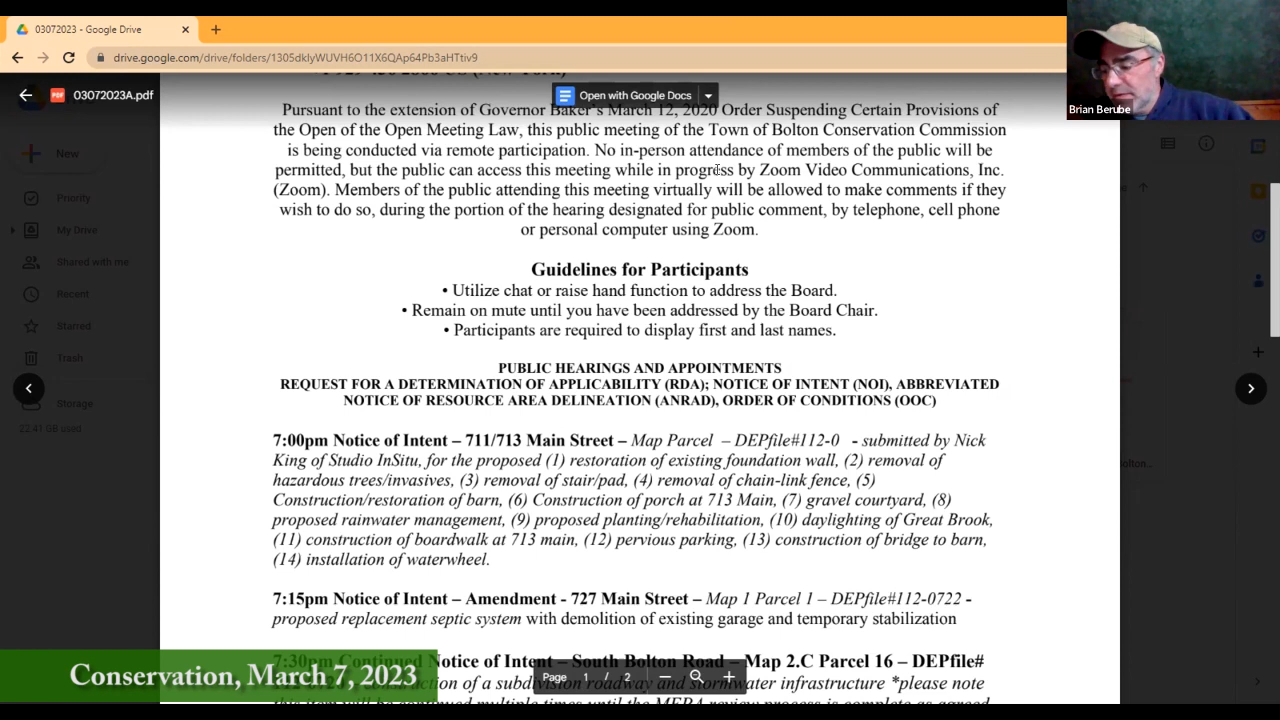 03072023 - Google Drive
drive.google.com/drive/folders/1305dklyWUVH6O11X6QAp64Pb3aHTtiv9
Brian Berube
PDF 03072023A.pdf
Open with Google Docs
New
Priority
My Drive
Shared with me
Recent
Starred
Trash
Storage
22.41 GB used
Pursuant to the extension of Governor Baker's March 12, 2020 Order Suspending Certain Provisions of
the Open of the Open Meeting Law, this public meeting of the Town of Bolton Conservation Commission
is being conducted via remote participation. No in-person attendance of members of the public will be
permitted, but the public can access this meeting while in progress by Zoom Video Communications, Inc.
(Zoom). Members of the public attending this meeting virtually will be allowed to make comments if they
wish to do so, during the portion of the hearing designated for public comment, by telephone, cell phone
or personal computer using Zoom.
Guidelines for Participants
• Utilize chat or raise hand function to address the Board.
• Remain on mute until you have been addressed by the Board Chair.
• Participants are required to display first and last names.
PUBLIC HEARINGS AND APPOINTMENTS
REQUEST FOR A DETERMINATION OF APPLICABILITY (RDA); NOTICE OF INTENT (NOI), ABBREVIATED
NOTICE OF RESOURCE AREA DELINEATION (ANRAD), ORDER OF CONDITIONS (OOC)
7:00pm Notice of Intent – 711/713 Main Street – Map Parcel – DEPfile#112-0 - submitted by Nick
King of Studio InSitu, for the proposed (1) restoration of existing foundation wall, (2) removal of
hazardous trees/invasives, (3) removal of stair/pad, (4) removal of chain-link fence, (5)
Construction/restoration of barn, (6) Construction of porch at 713 Main, (7) gravel courtyard, (8)
proposed rainwater management, (9) proposed planting/rehabilitation, (10) daylighting of Great Brook,
(11) construction of boardwalk at 713 main, (12) pervious parking, (13) construction of bridge to barn,
(14) installation of waterwheel.
7:15pm Notice of Intent – Amendment - 727 Main Street – Map 1 Parcel 1 – DEPfile#112-0722 -
proposed replacement septic system with demolition of existing garage and temporary stabilization
7:30pm Continued Notice of Intent – South Bolton Road – Map 2.C Parcel 16 – DEPfile#
construction of a subdivision roadway and stormwater infrastructure *please note
Page 1 / 2
Conservation, March 7, 2023